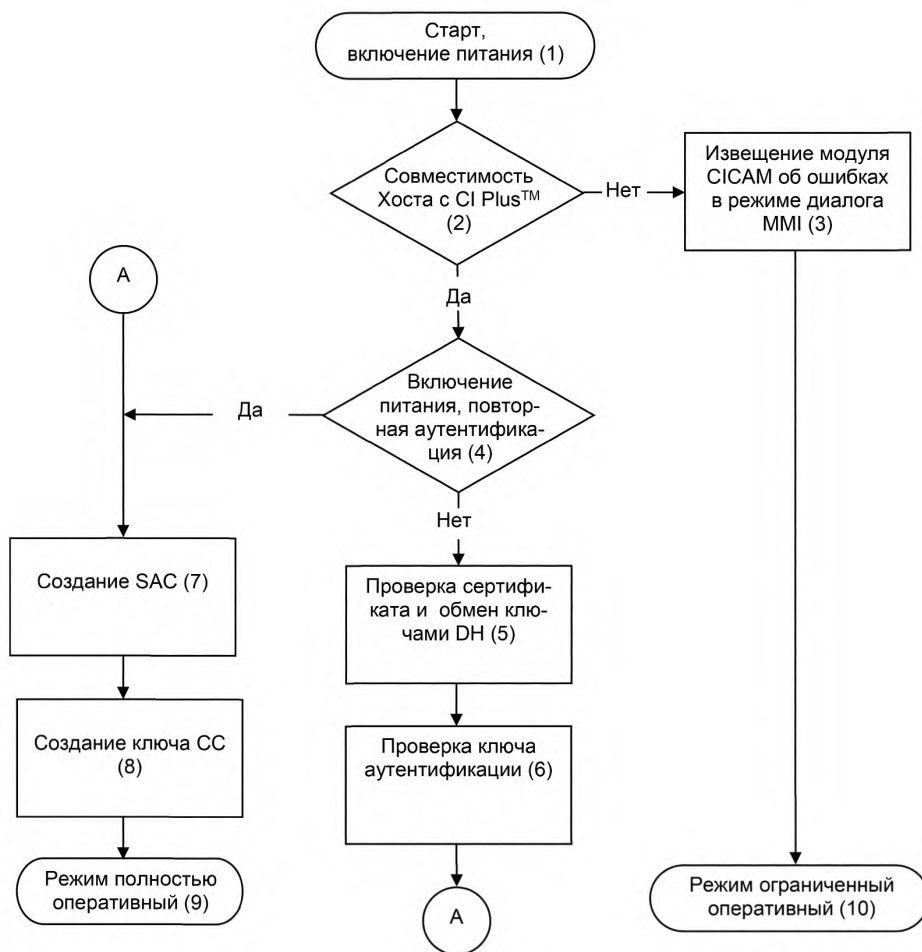 Старт,
включение питания (1)
Совместимость
Хоста с CI Plus™
(2)
Нет
Извещение модуля
CICAM об ошибках
в режиме диалога
MMI (3)
A
Да
Включение
питания, повтор-
ная аутентифика-
ция (4)
Да
Нет
Создание SAC (7)
Проверка сертифи-
ката и обмен клю-
чами DH (5)
Создание ключа CC
(8)
Проверка ключа
аутентификации (6)
Режим полностью
оперативный (9)
A
Режим ограниченный
оперативный (10)